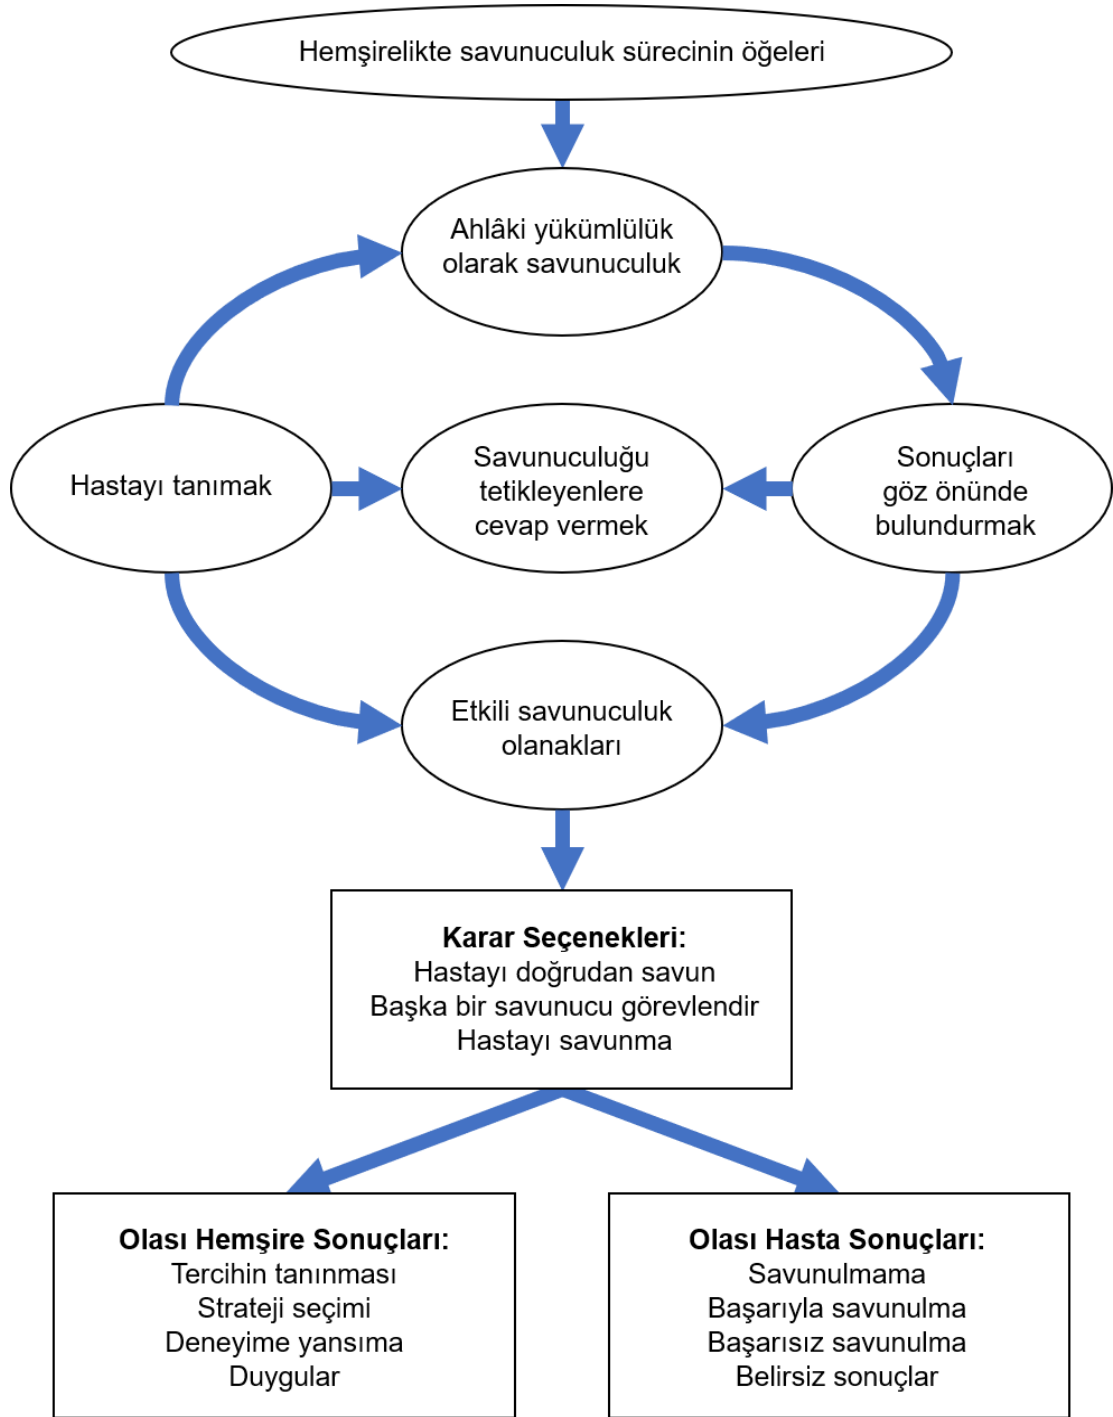 Hemşirelikte savunuculuk sürecinin öğeleri
Ahlâki yükümlülük
olarak savunuculuk
Hastayı tanımak
Savunuculuğu
tetikleyenlere
cevap vermek
Sonuçları
göz önünde
bulundurmak
Etkili savunuculuk
olanakları
Karar Seçenekleri:
Hastayı doğrudan savun
Başka bir savunucu görevlendir
Hastayı savunma
Olası Hemşire Sonuçları:
Tercihin tanınması
Strateji seçimi
Deneyime yansıma
Duygular
Olası Hasta Sonuçları:
Savunulmama
Başarıyla savunulma
Başarısız savunulma
Belirsiz sonuçlar